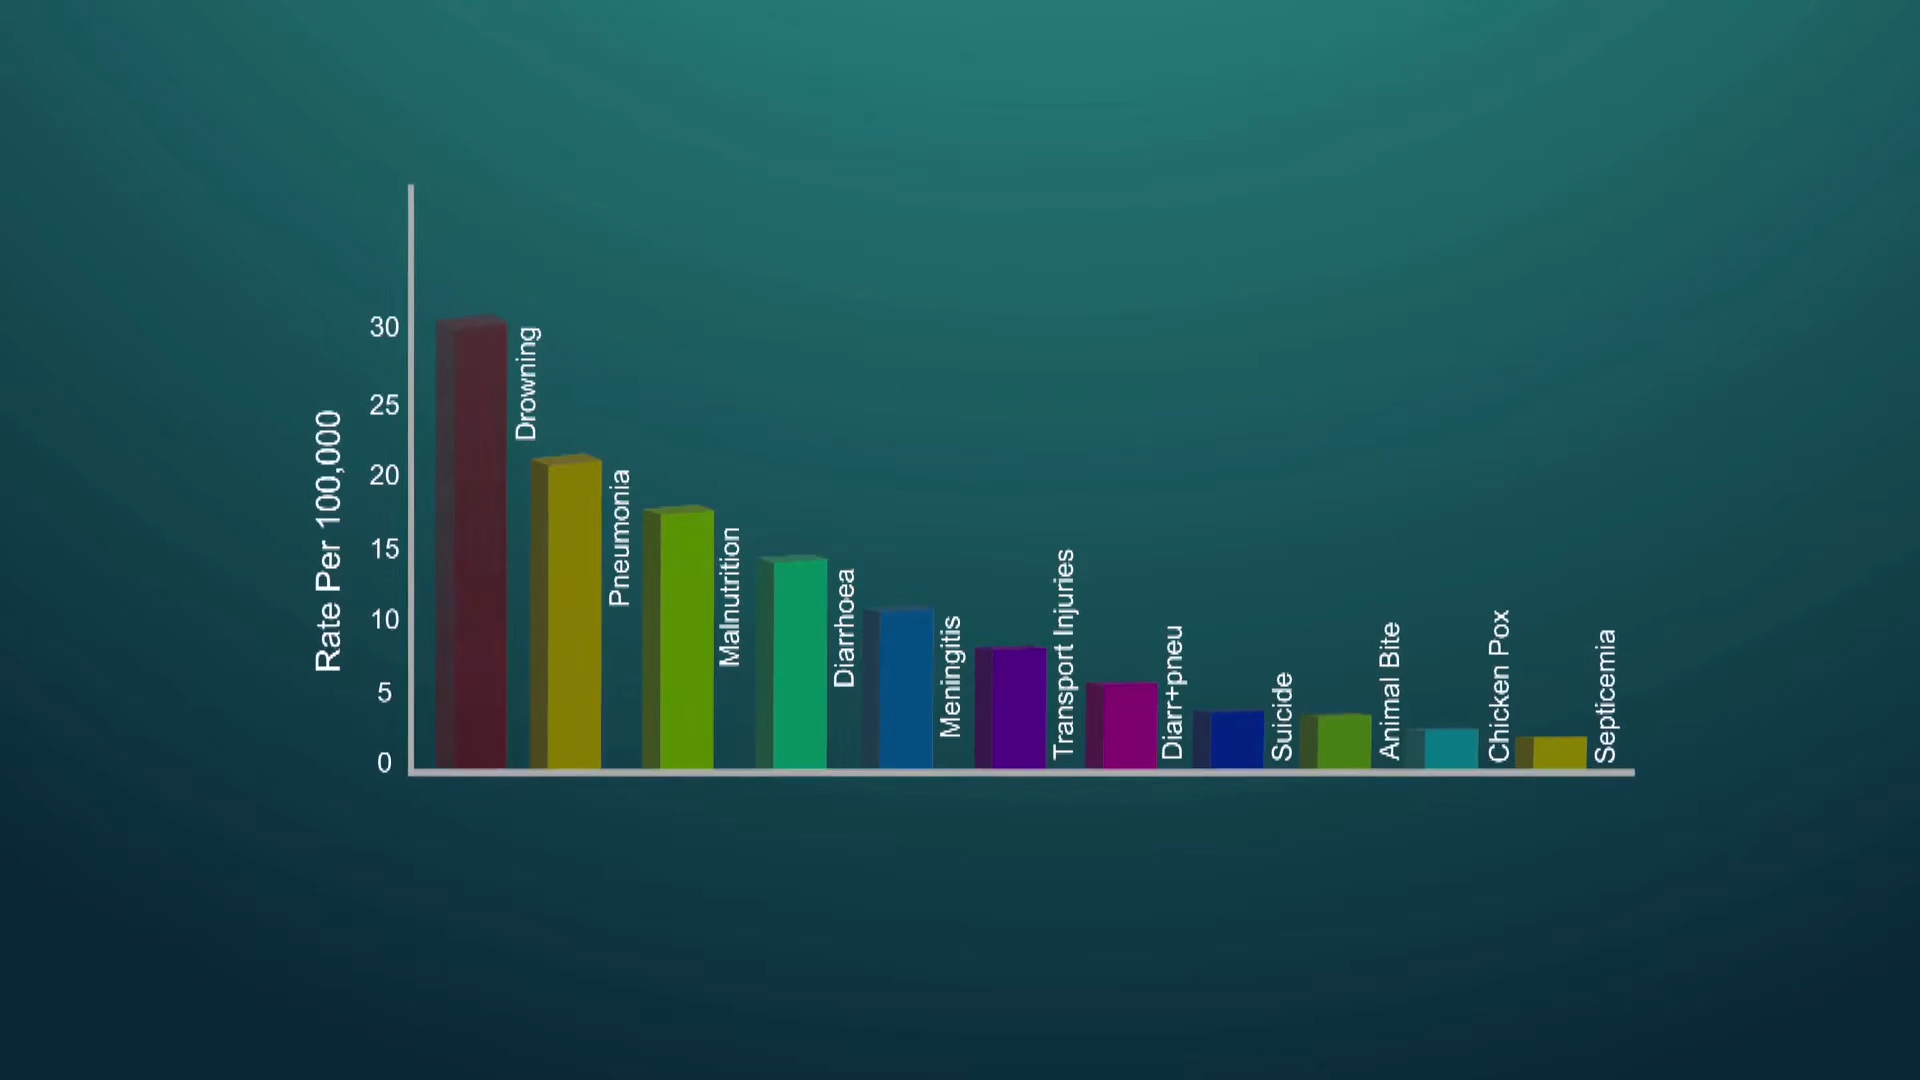 Rate Per 100,000
30
25
20
15
10
5
0
Drowning
Pneumonia
Malnutrition
Diarrhoea
Meningitis
Transport Injuries
Diarr+pneu
Suicide
Animal Bite
Chicken Pox
Septicemia